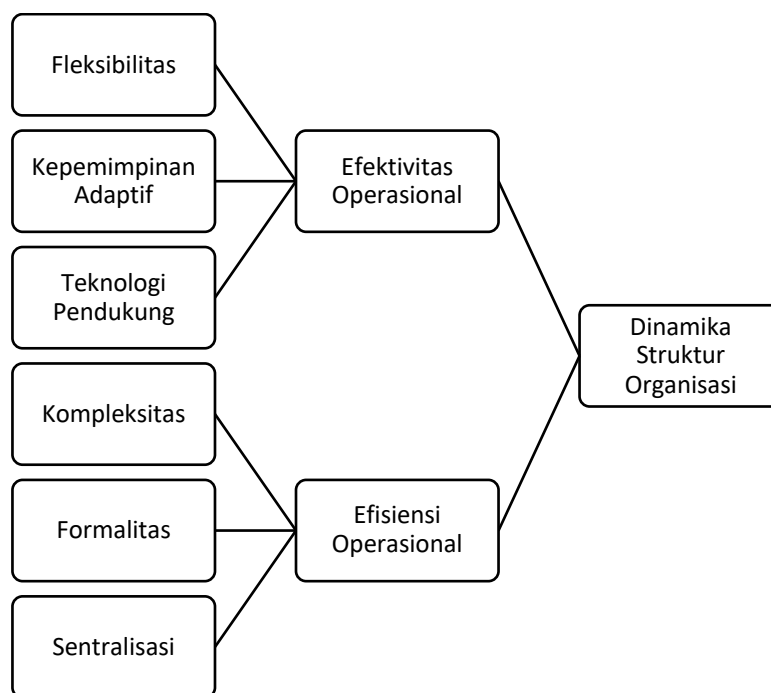 Fleksibilitas
Kepemimpinan
Adaptif
Teknologi
Pendukung
Kompleksitas
Formalitas
Sentralisasi
Efektivitas
Operasional
Efisiensi
Operasional
Dinamika
Struktur
Organisasi